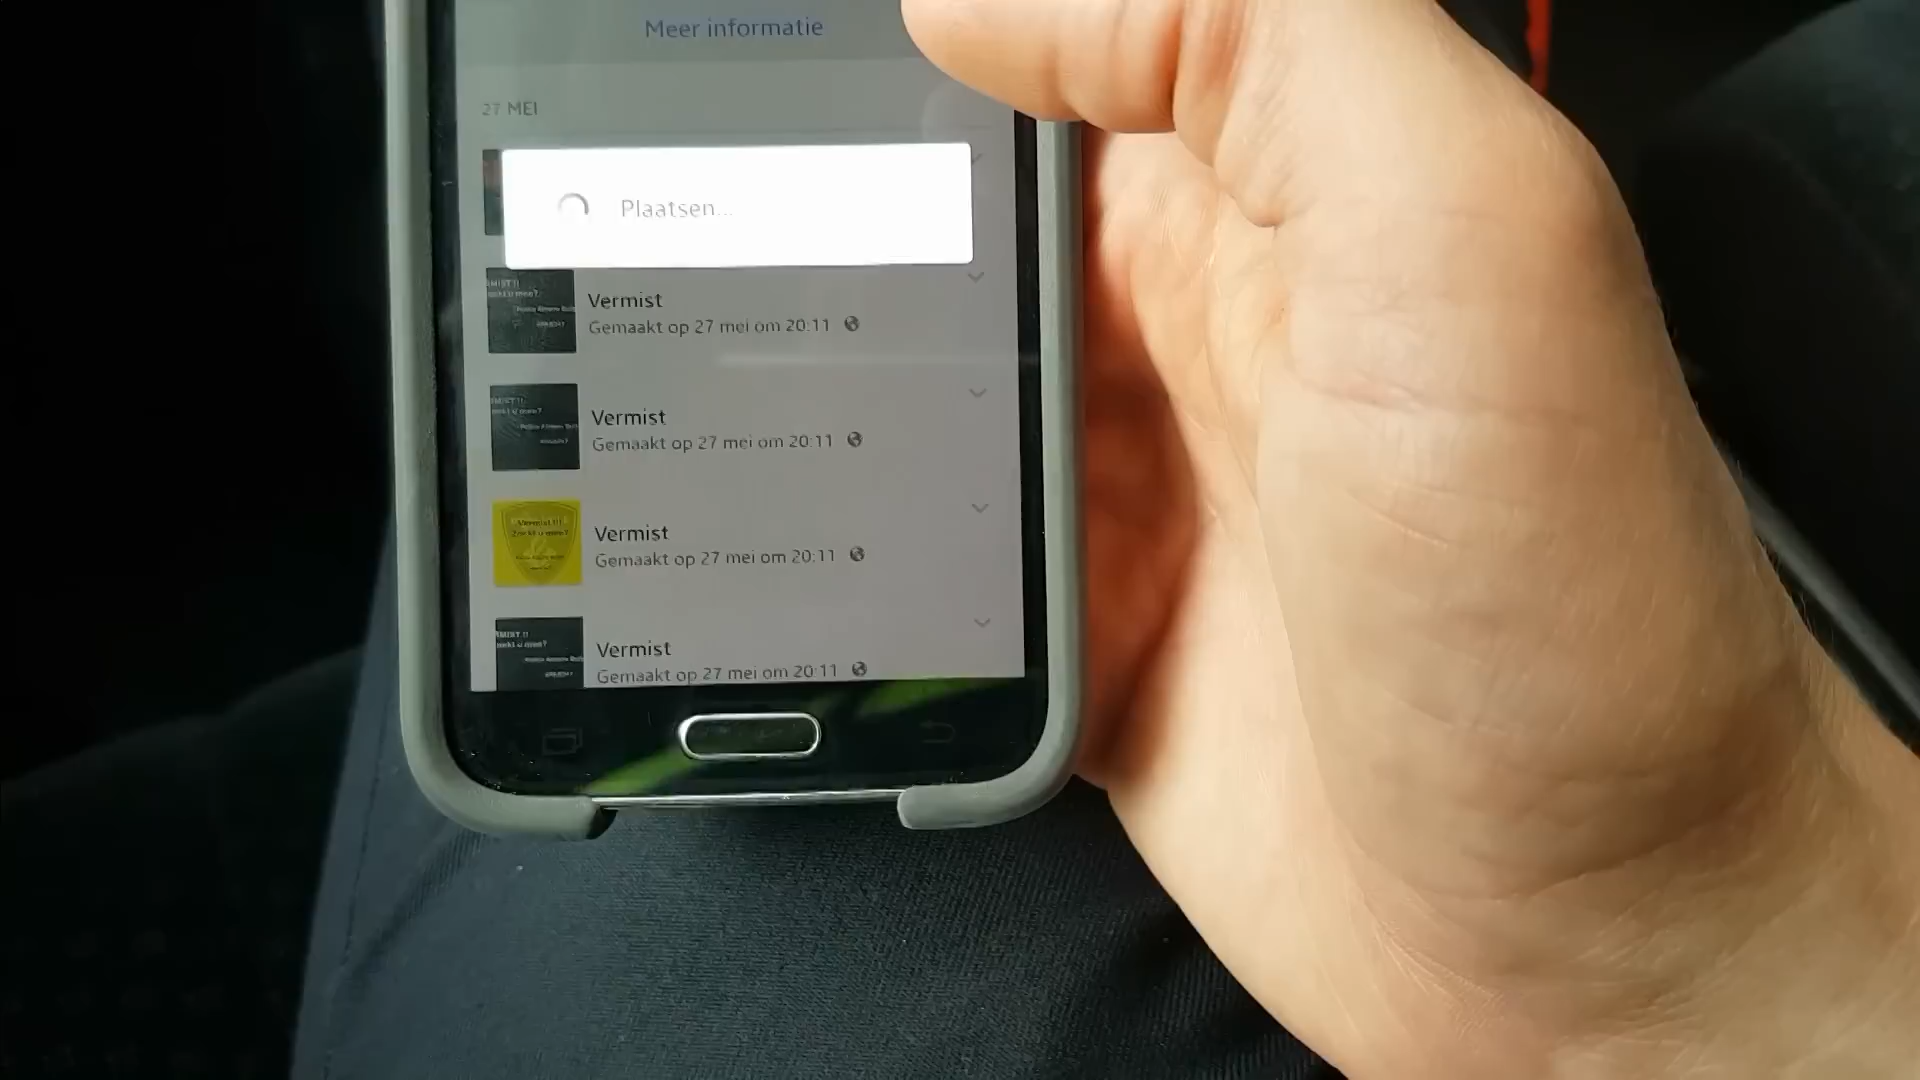 Meer informatie
27 MEI
Plaatsen...
Vermist
Gemaakt op 27 mei om 20:11
Vermist
Gemaakt op 27 mei om 20:11
Vermist !!!
Vermist
Gemaakt op 27 mei om 20:11
Vermist
Gemaakt op 27 mei om 20:11